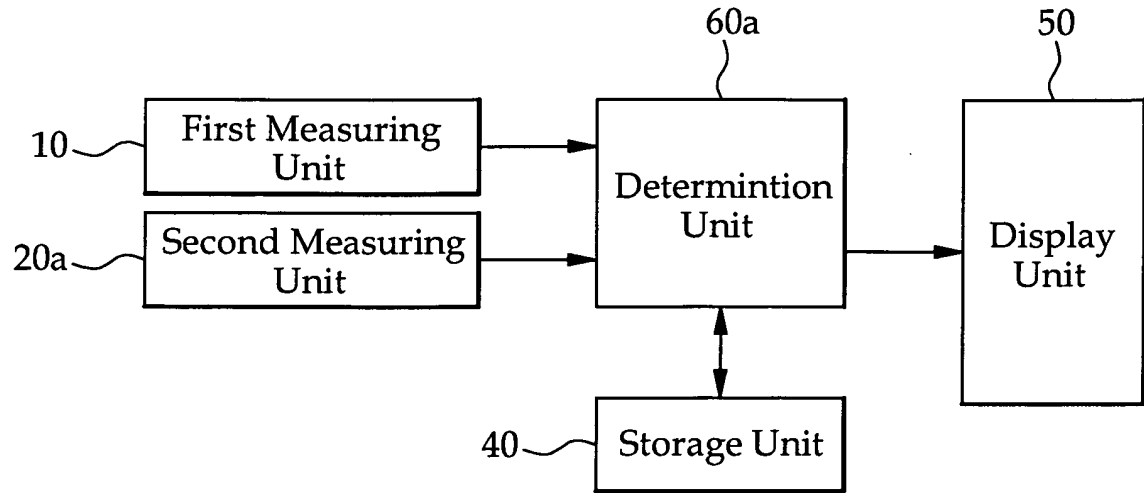 60a
50
10
First Measuring
Unit
20a
Second Measuring
Unit
Determintion
Unit
Display
Unit
40
Storage Unit